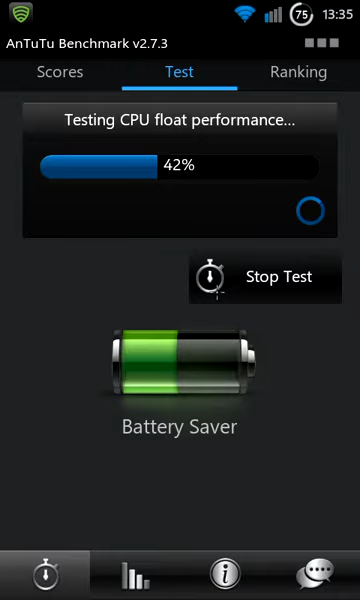 75 13:35
AnTuTu Benchmark v2.7.3
Scores Test Ranking
Testing CPU float performance...
42%
Stop Test
Battery Saver